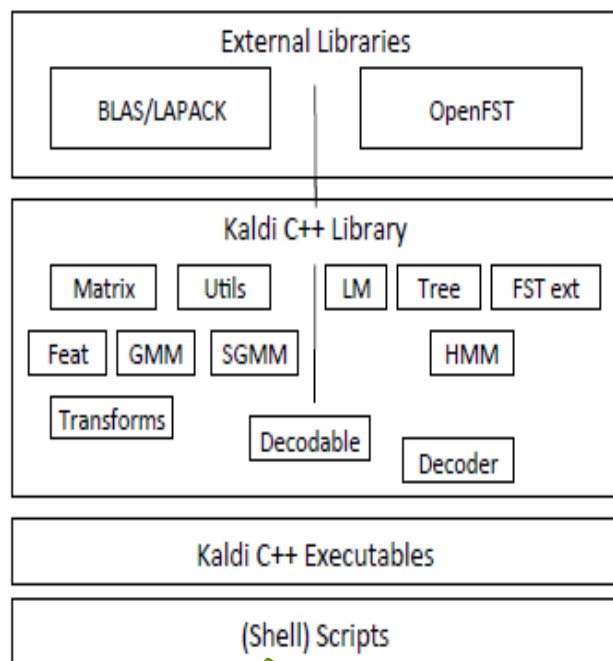 External Libraries
BLAS/LAPACK OpenFST
Kaldi C++ Library
Matrix Utils LM Tree FST ext
Feat GMM SGMM HMM
Transforms Decodable Decoder
Kaldi C++ Executables
(Shell) Scripts